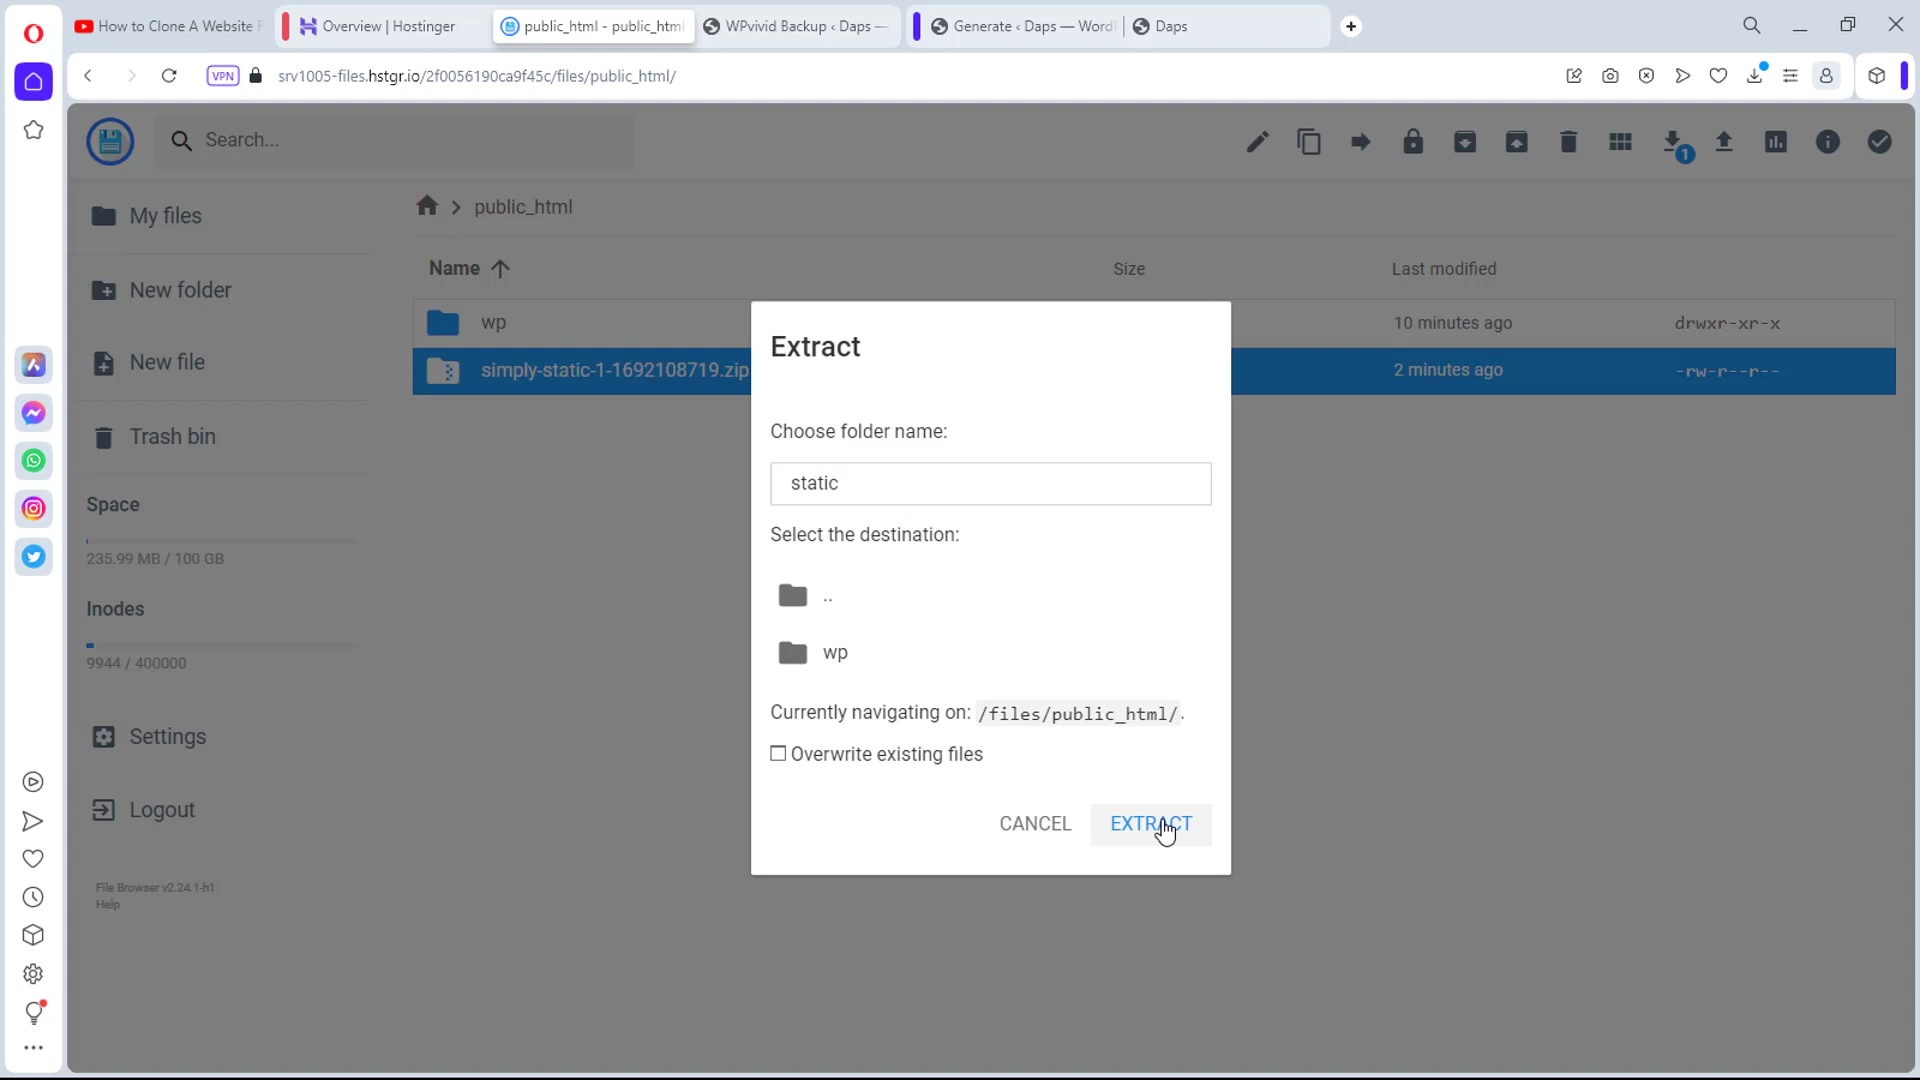 How to Clone A Website F
Overview | Hostinger
public_html - public_html
WPvivid Backup ‹ Daps —
Generate ‹ Daps — WordI
Daps
VPN
srv1005-files.hstgr.io/2f0056190ca9f45c/files/public_html/
Search...
1
My files
New folder
New file
Trash bin
Space
235.99 MB / 100 GB
Inodes
9944 / 400000
Settings
Logout
File Browser v2.24.1-h1
Help
public_html
Name
Size
Last modified
wp
10 minutes ago
drwxr-xr-x
simply-static-1-1692108719.zip
2 minutes ago
-rw-r--r--
Extract
Choose folder name:
static
Select the destination:
..
wp
Currently navigating on: /files/public_html/.
Overwrite existing files
CANCEL
EXTRACT